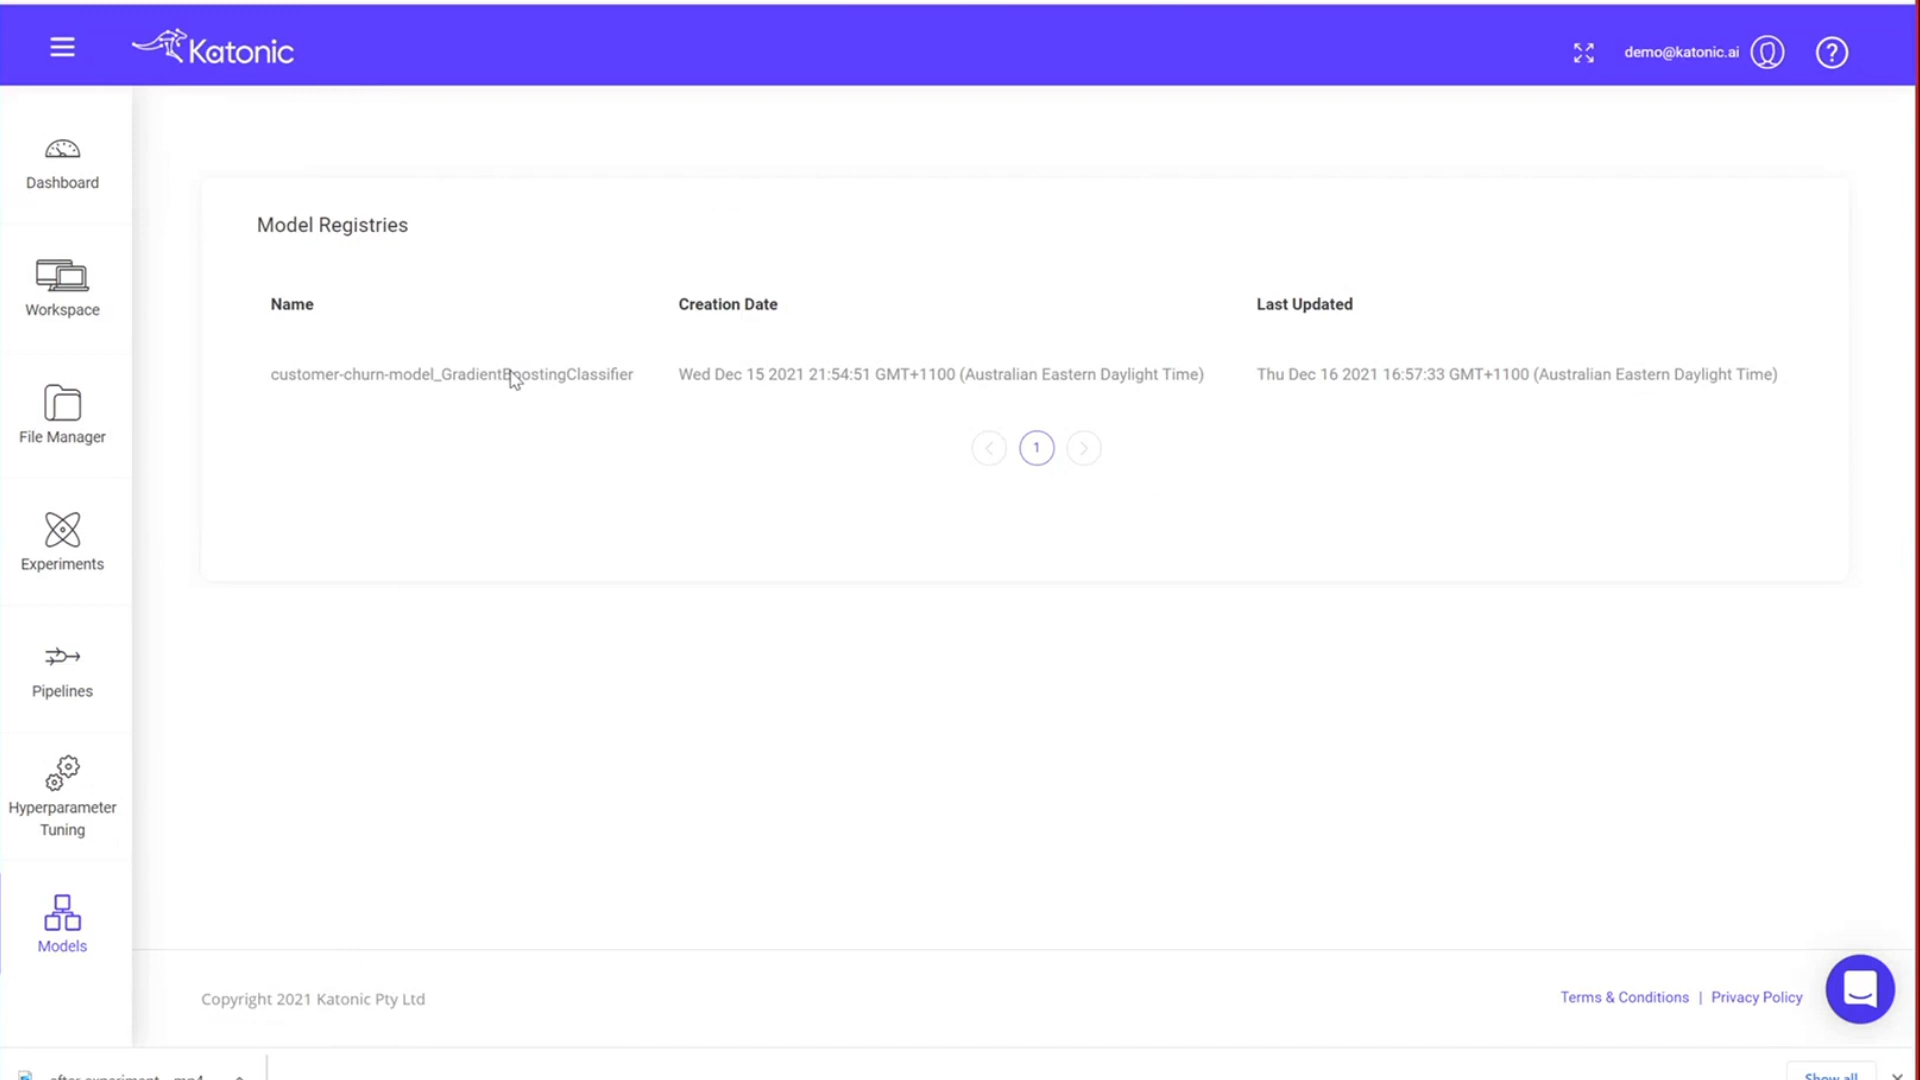 Katonic
demo@katonic.ai
?
Dashboard
Workspace
File Manager
Experiments
Pipelines
Hyperparameter
Tuning
Models
Model Registries
Name Creation Date Last Updated
customer-churn-model_GradientBoostingClassifier Wed Dec 15 2021 21:54:51 GMT+1100 (Australian Eastern Daylight Time) Thu Dec 16 2021 16:57:33 GMT+1100 (Australian Eastern Daylight Time)
1
Copyright 2021 Katonic Pty Ltd
Terms & Conditions | Privacy Policy
after experiment....mp4
Show all